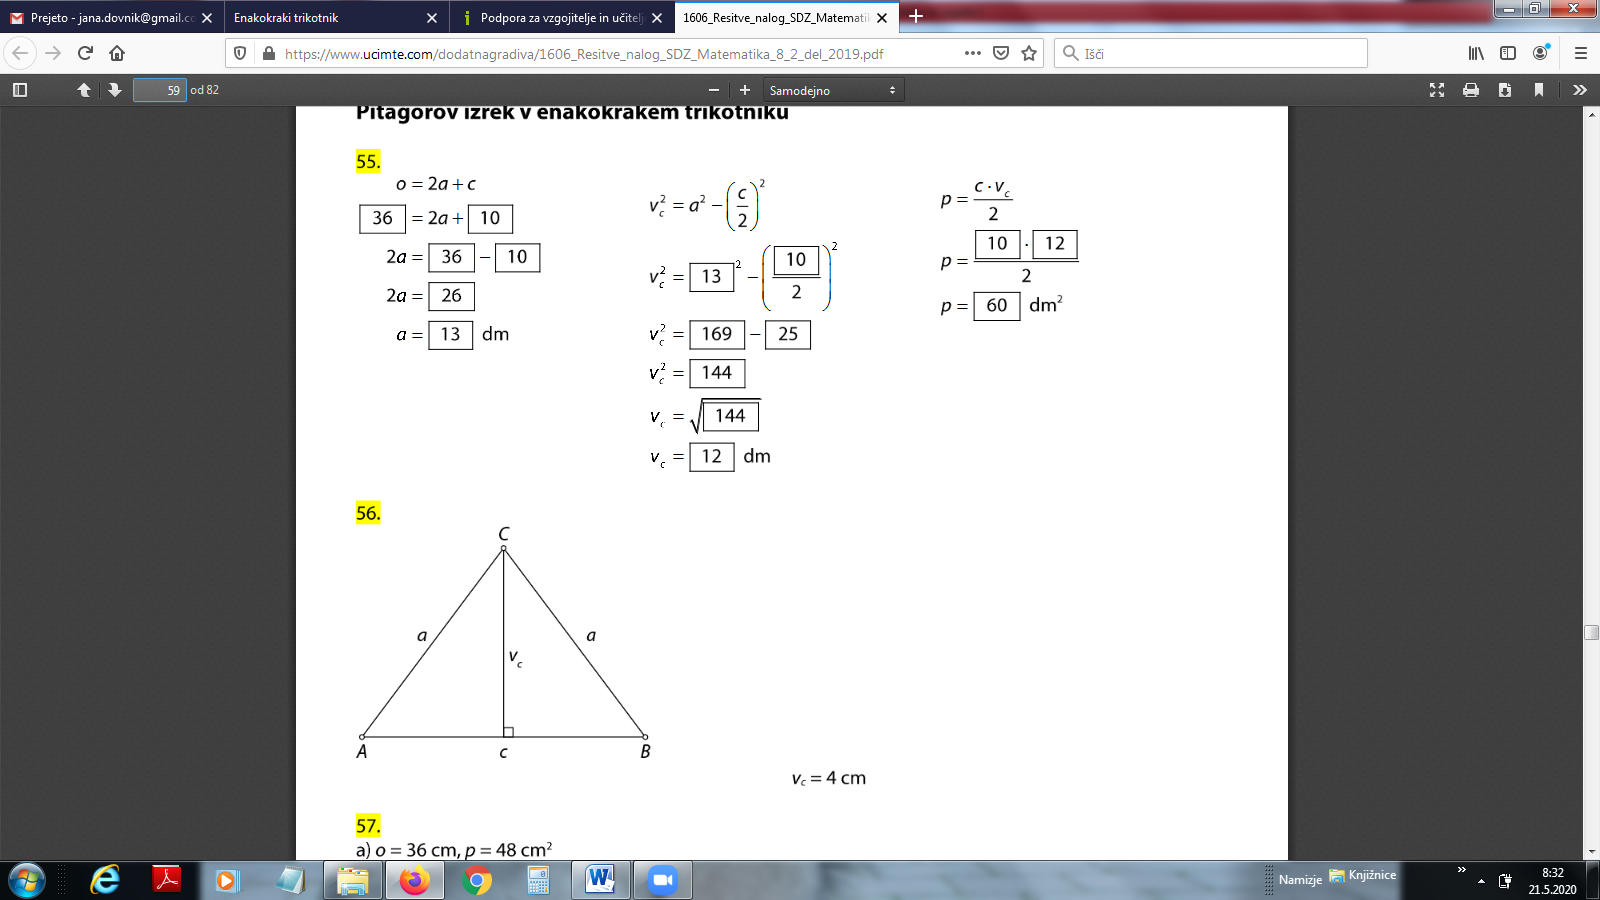 Prejeto - jana.dovnik@gmail.co
Enakokraki trikotnik
Podpora za vzgojitelje in učitelj
1606_Resitve_nalog_SDZ_Matemati
https://www.ucimte.com/dodatnagradiva/1606_Resitve_nalog_SDZ_Matematika_8_2_del_2019.pdf
Išči
59 od 82
Samodejno
Pitagorov izrek v enakokrakem trikotniku
55.
o = 2a + c
36 = 2a + 10
2a = 36 − 10
2a = 26
a = 13 dm
v_c² = a² − (c/2)²
v_c² = 13² − (10/2)²
v_c² = 169 − 25
v_c² = 144
v_c = √144
v_c = 12 dm
p = (c · v_c)/2
p = (10 · 12)/2
p = 60 dm²
56.
C
a
a
v_c
A
c
B
v_c = 4 cm
57.
a) o = 36 cm, p = 48 cm²
Namizje
Knjižnice
8:32
21.5.2020